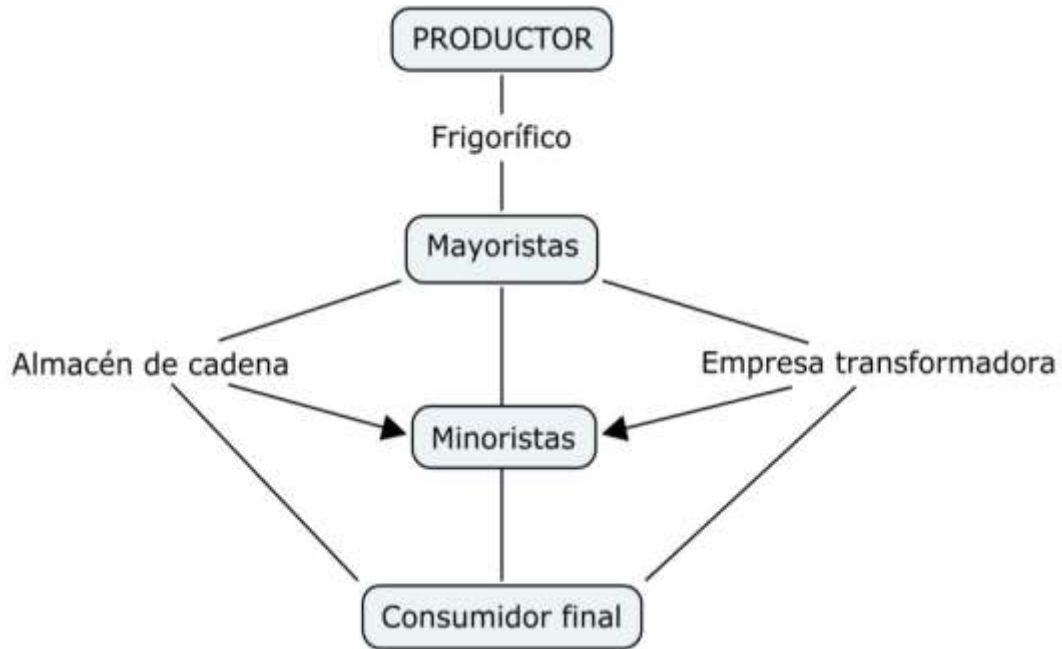 PRODUCTOR
Frigorífico
Mayoristas
Almacén de cadena
Empresa transformadora
Minoristas
Consumidor final